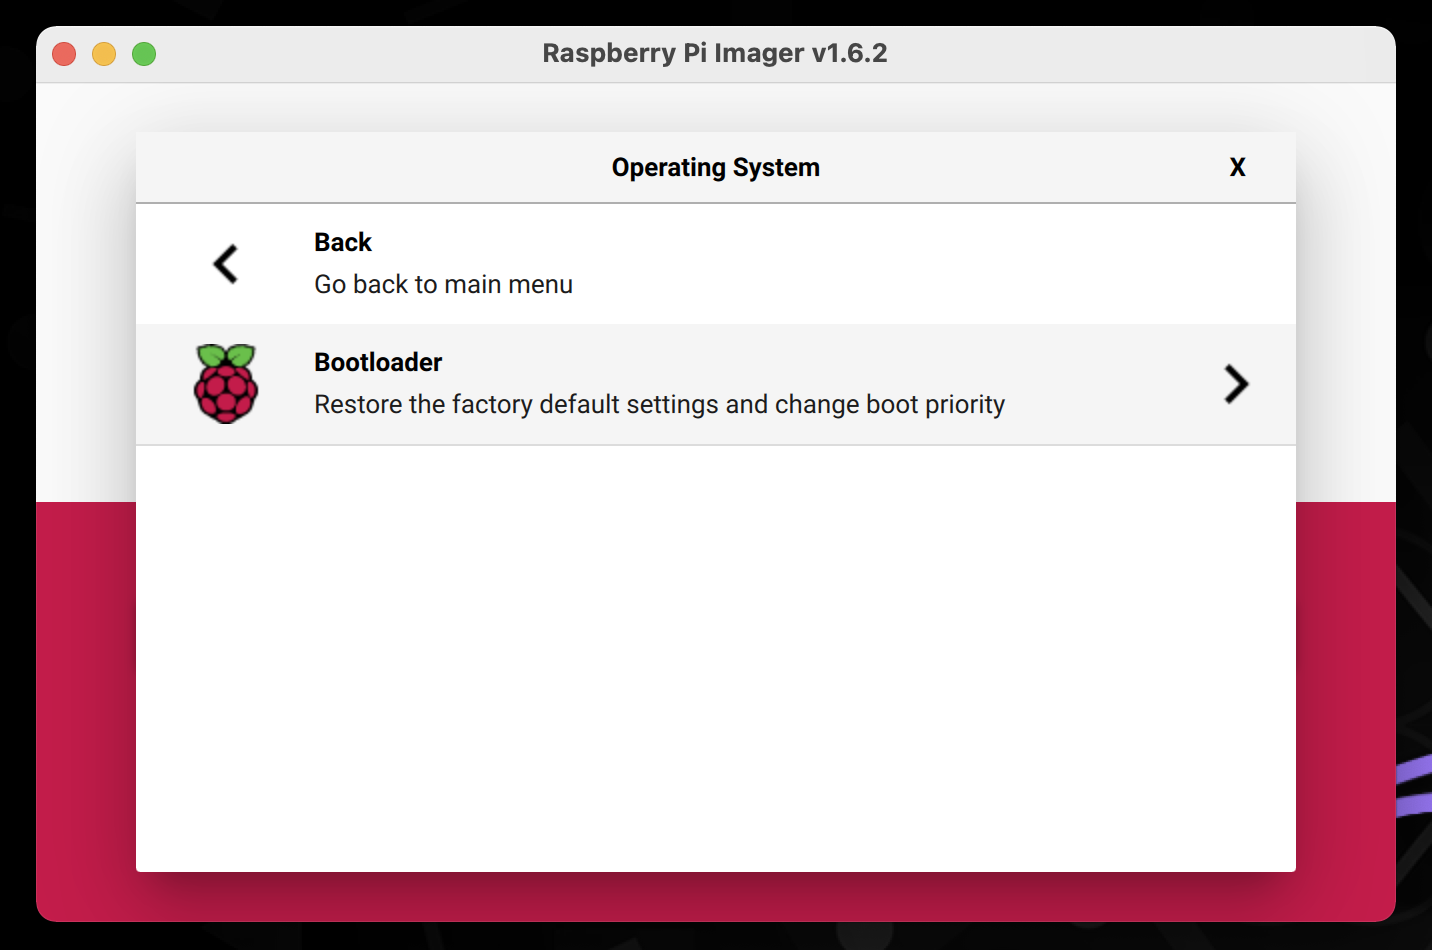 Raspberry Pi Imager v1.6.2
Operating System
X
Back
Go back to main menu
Bootloader
Restore the factory default settings and change boot priority